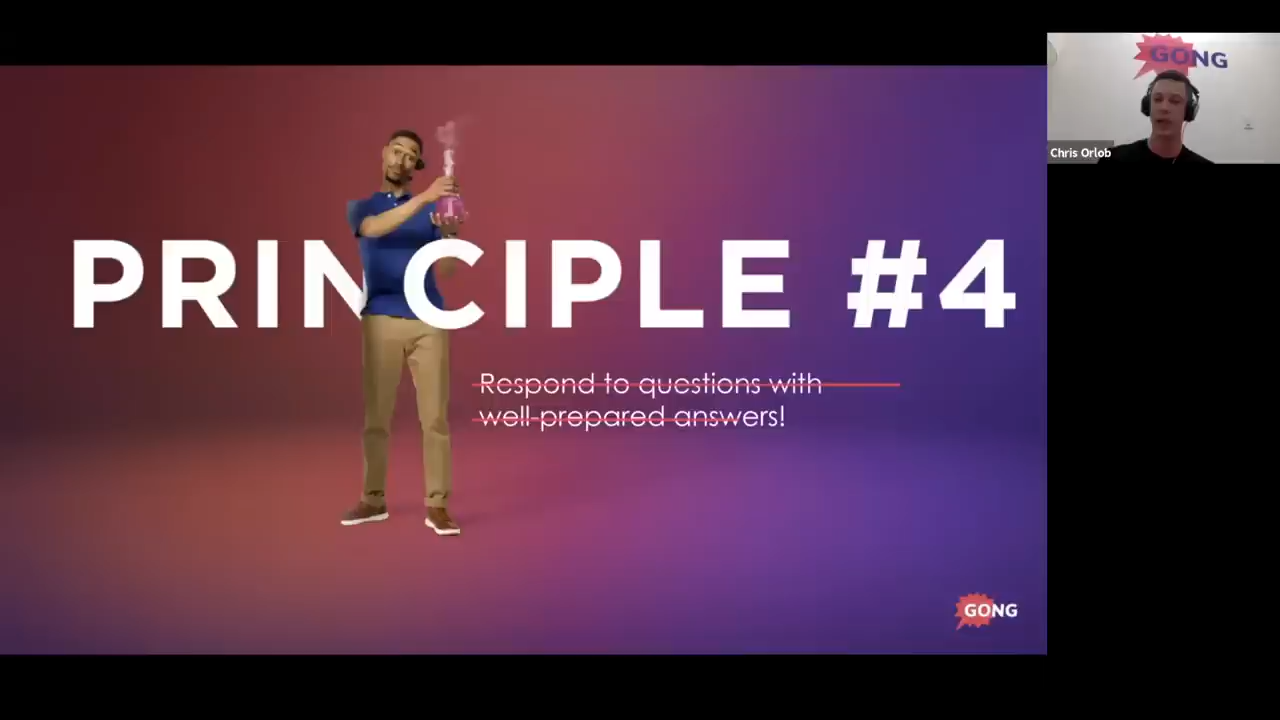 GONG
Chris Orlob
PRINCIPLE #4
Respond to questions with
well-prepared answers!
GONG